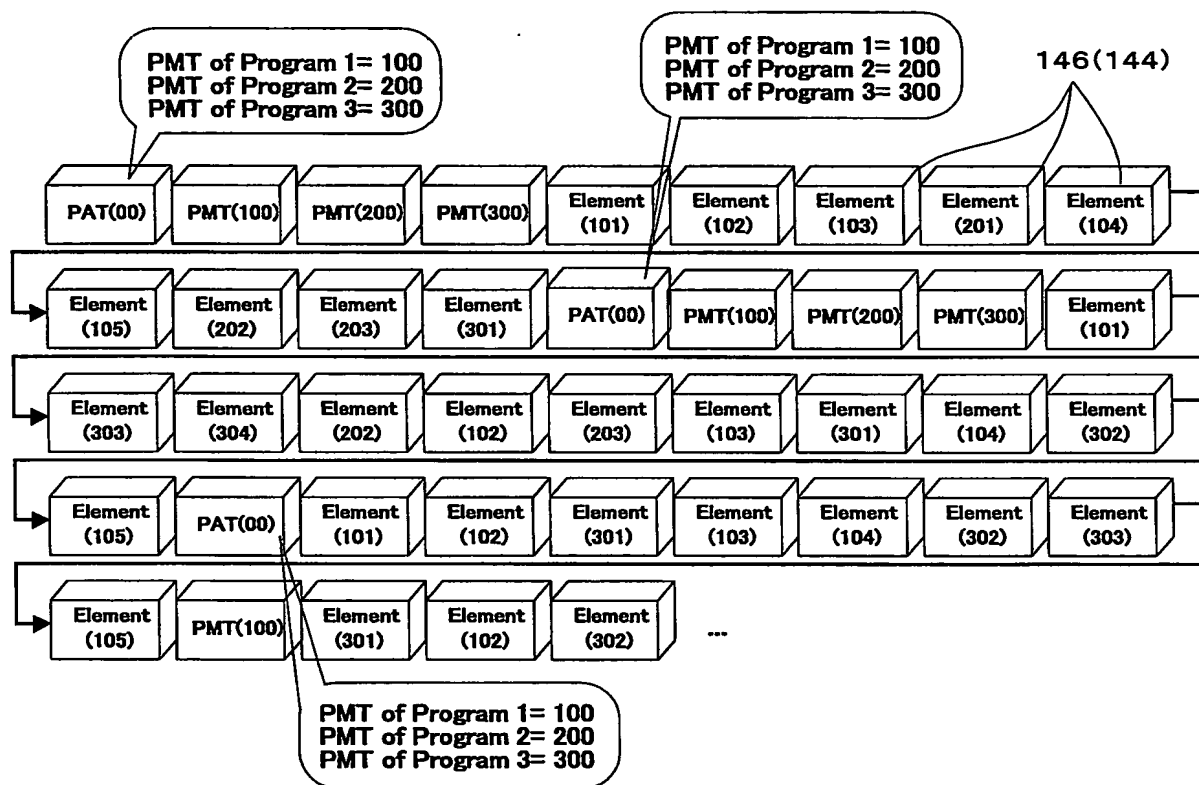 PMT of Program 1= 100
PMT of Program 2= 200
PMT of Program 3= 300
PMT of Program 1= 100
PMT of Program 2= 200
PMT of Program 3= 300
146(144)
PAT(00)
PMT(100)
PMT(200)
PMT(300)
Element
(101)
Element
(102)
Element
(103)
Element
(201)
Element
(104)
Element
(105)
Element
(202)
Element
(203)
Element
(301)
PAT(00)
PMT(100)
PMT(200)
PMT(300)
Element
(101)
Element
(303)
Element
(304)
Element
(202)
Element
(102)
Element
(203)
Element
(103)
Element
(301)
Element
(104)
Element
(302)
Element
(105)
PAT(00)
Element
(101)
Element
(102)
Element
(301)
Element
(103)
Element
(104)
Element
(302)
Element
(303)
Element
(105)
PMT(100)
Element
(301)
Element
(102)
Element
(302)
...
PMT of Program 1= 100
PMT of Program 2= 200
PMT of Program 3= 300